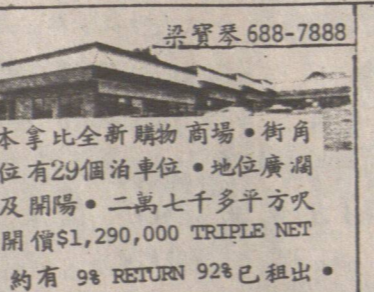 梁寶琴 688-7888
本拿比全新購物商場●街角
位有29個泊車位●地位廣濶
及開陽●二萬七千多平方呎
開價$1,290,000 TRIPLE NET
約有 9% RETURN 92%已租出●